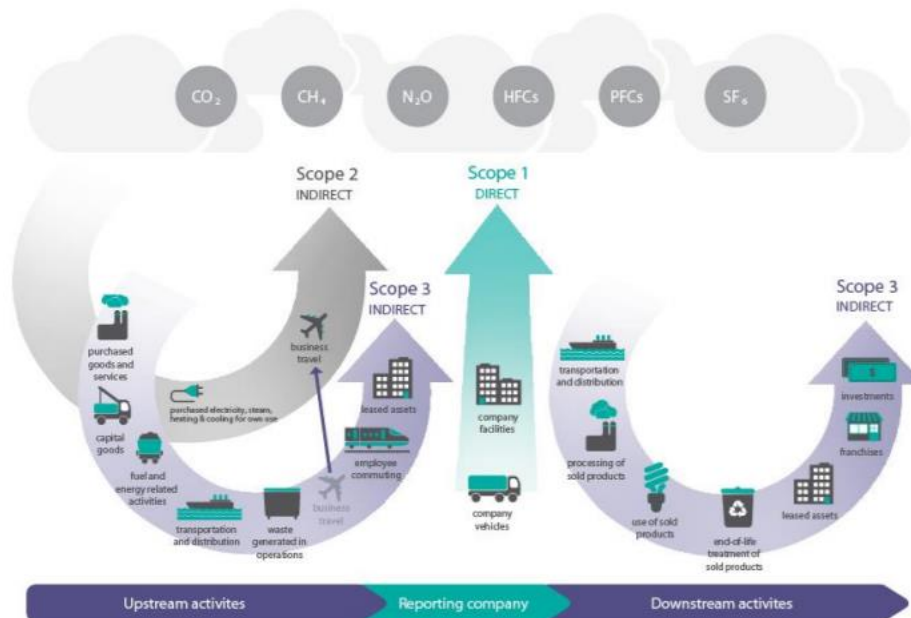 CO₂
CH₄
N₂O
HFCs
PFCs
SF₆
Scope 2
INDIRECT
Scope 1
DIRECT
Scope 3
INDIRECT
Scope 3
INDIRECT
purchased
goods and
services
capital
goods
fuel and
energy related
activities
purchased electricity, steam,
heating & cooling for own use
transportation
and distribution
waste
generated in
operations
business
travel
business
travel
employee
commuting
leased assets
company
facilities
company
vehicles
transportation
and distribution
processing of
sold products
use of sold
products
end-of-life
treatment of
sold products
leased assets
franchises
investments
$
Upstream activites
Reporting company
Downstream activites